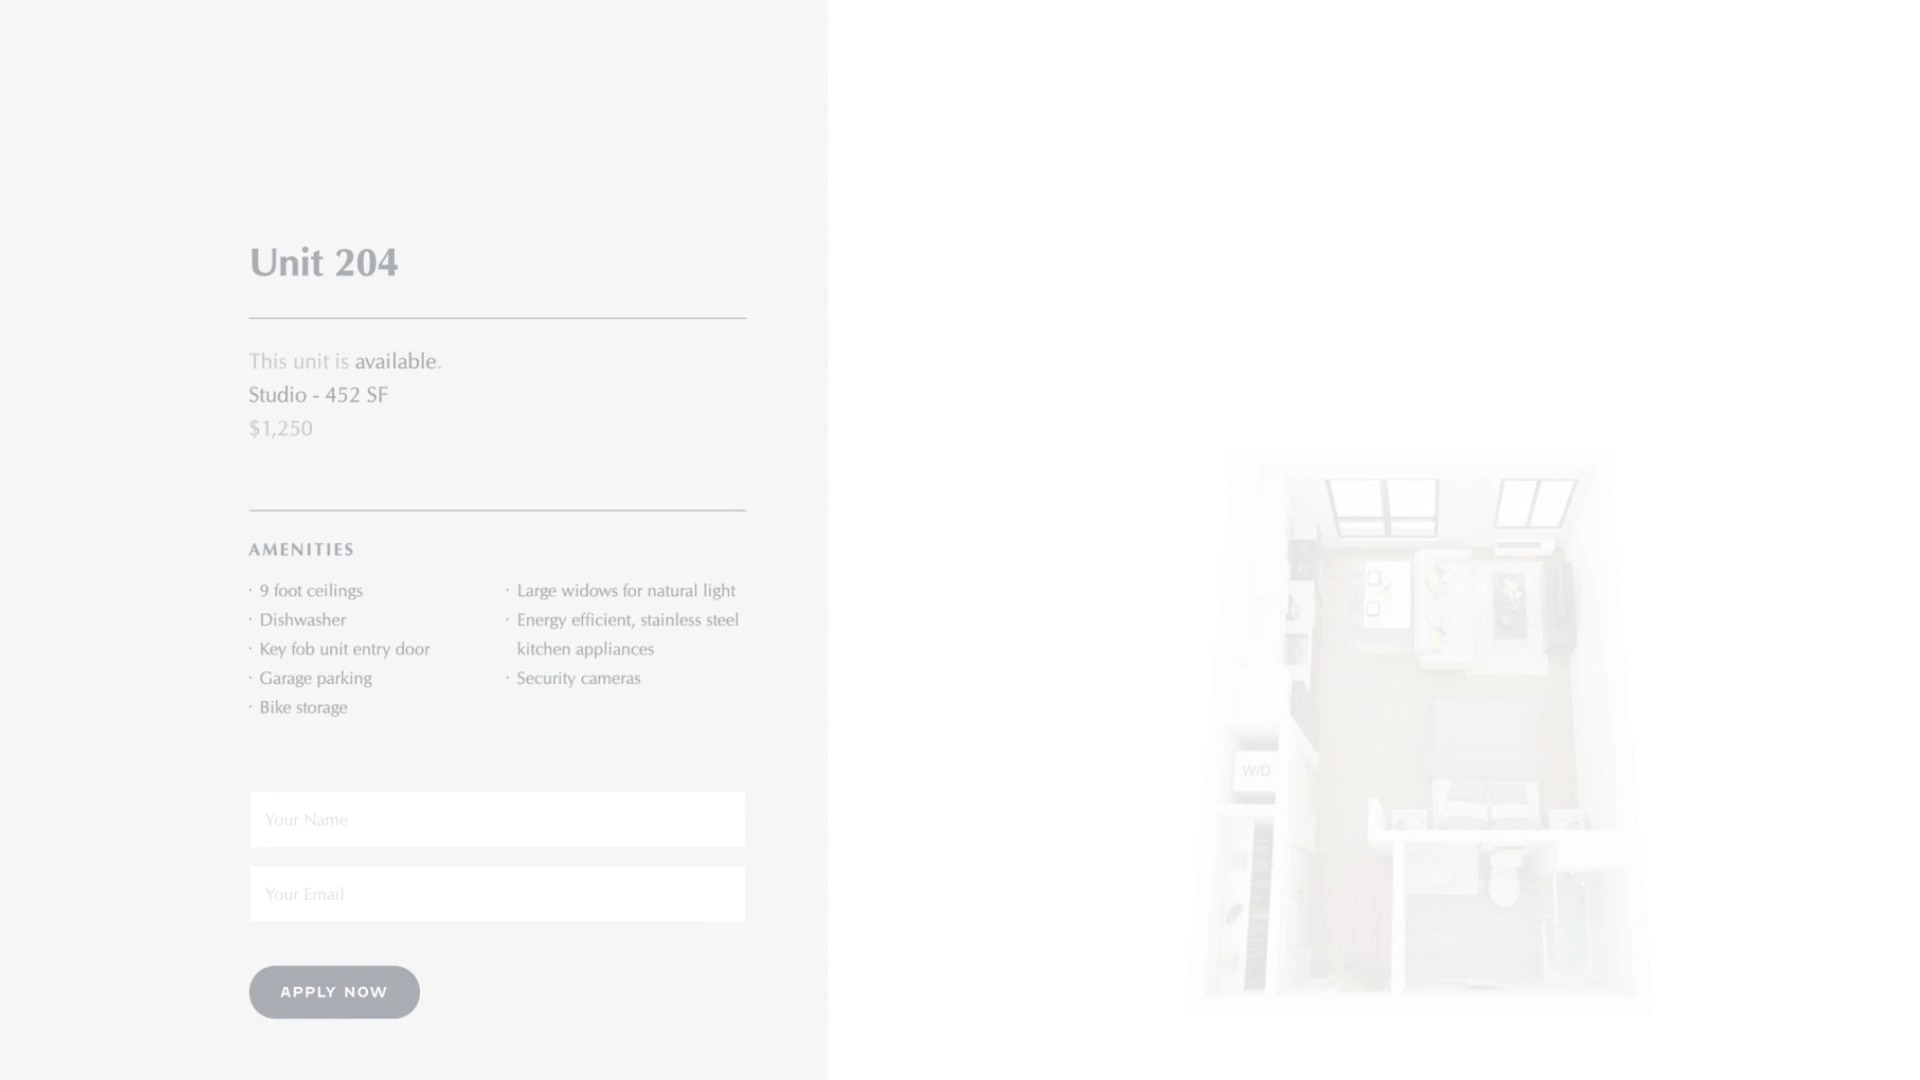 Unit 204
This unit is available.
Studio - 452 SF
$1,250
AMENITIES
· 9 foot ceilings
· Dishwasher
· Key fob unit entry door
· Garage parking
· Bike storage
· Large widows for natural light
· Energy efficient, stainless steel
kitchen appliances
· Security cameras
Your Name
Your Email
APPLY NOW
W/D